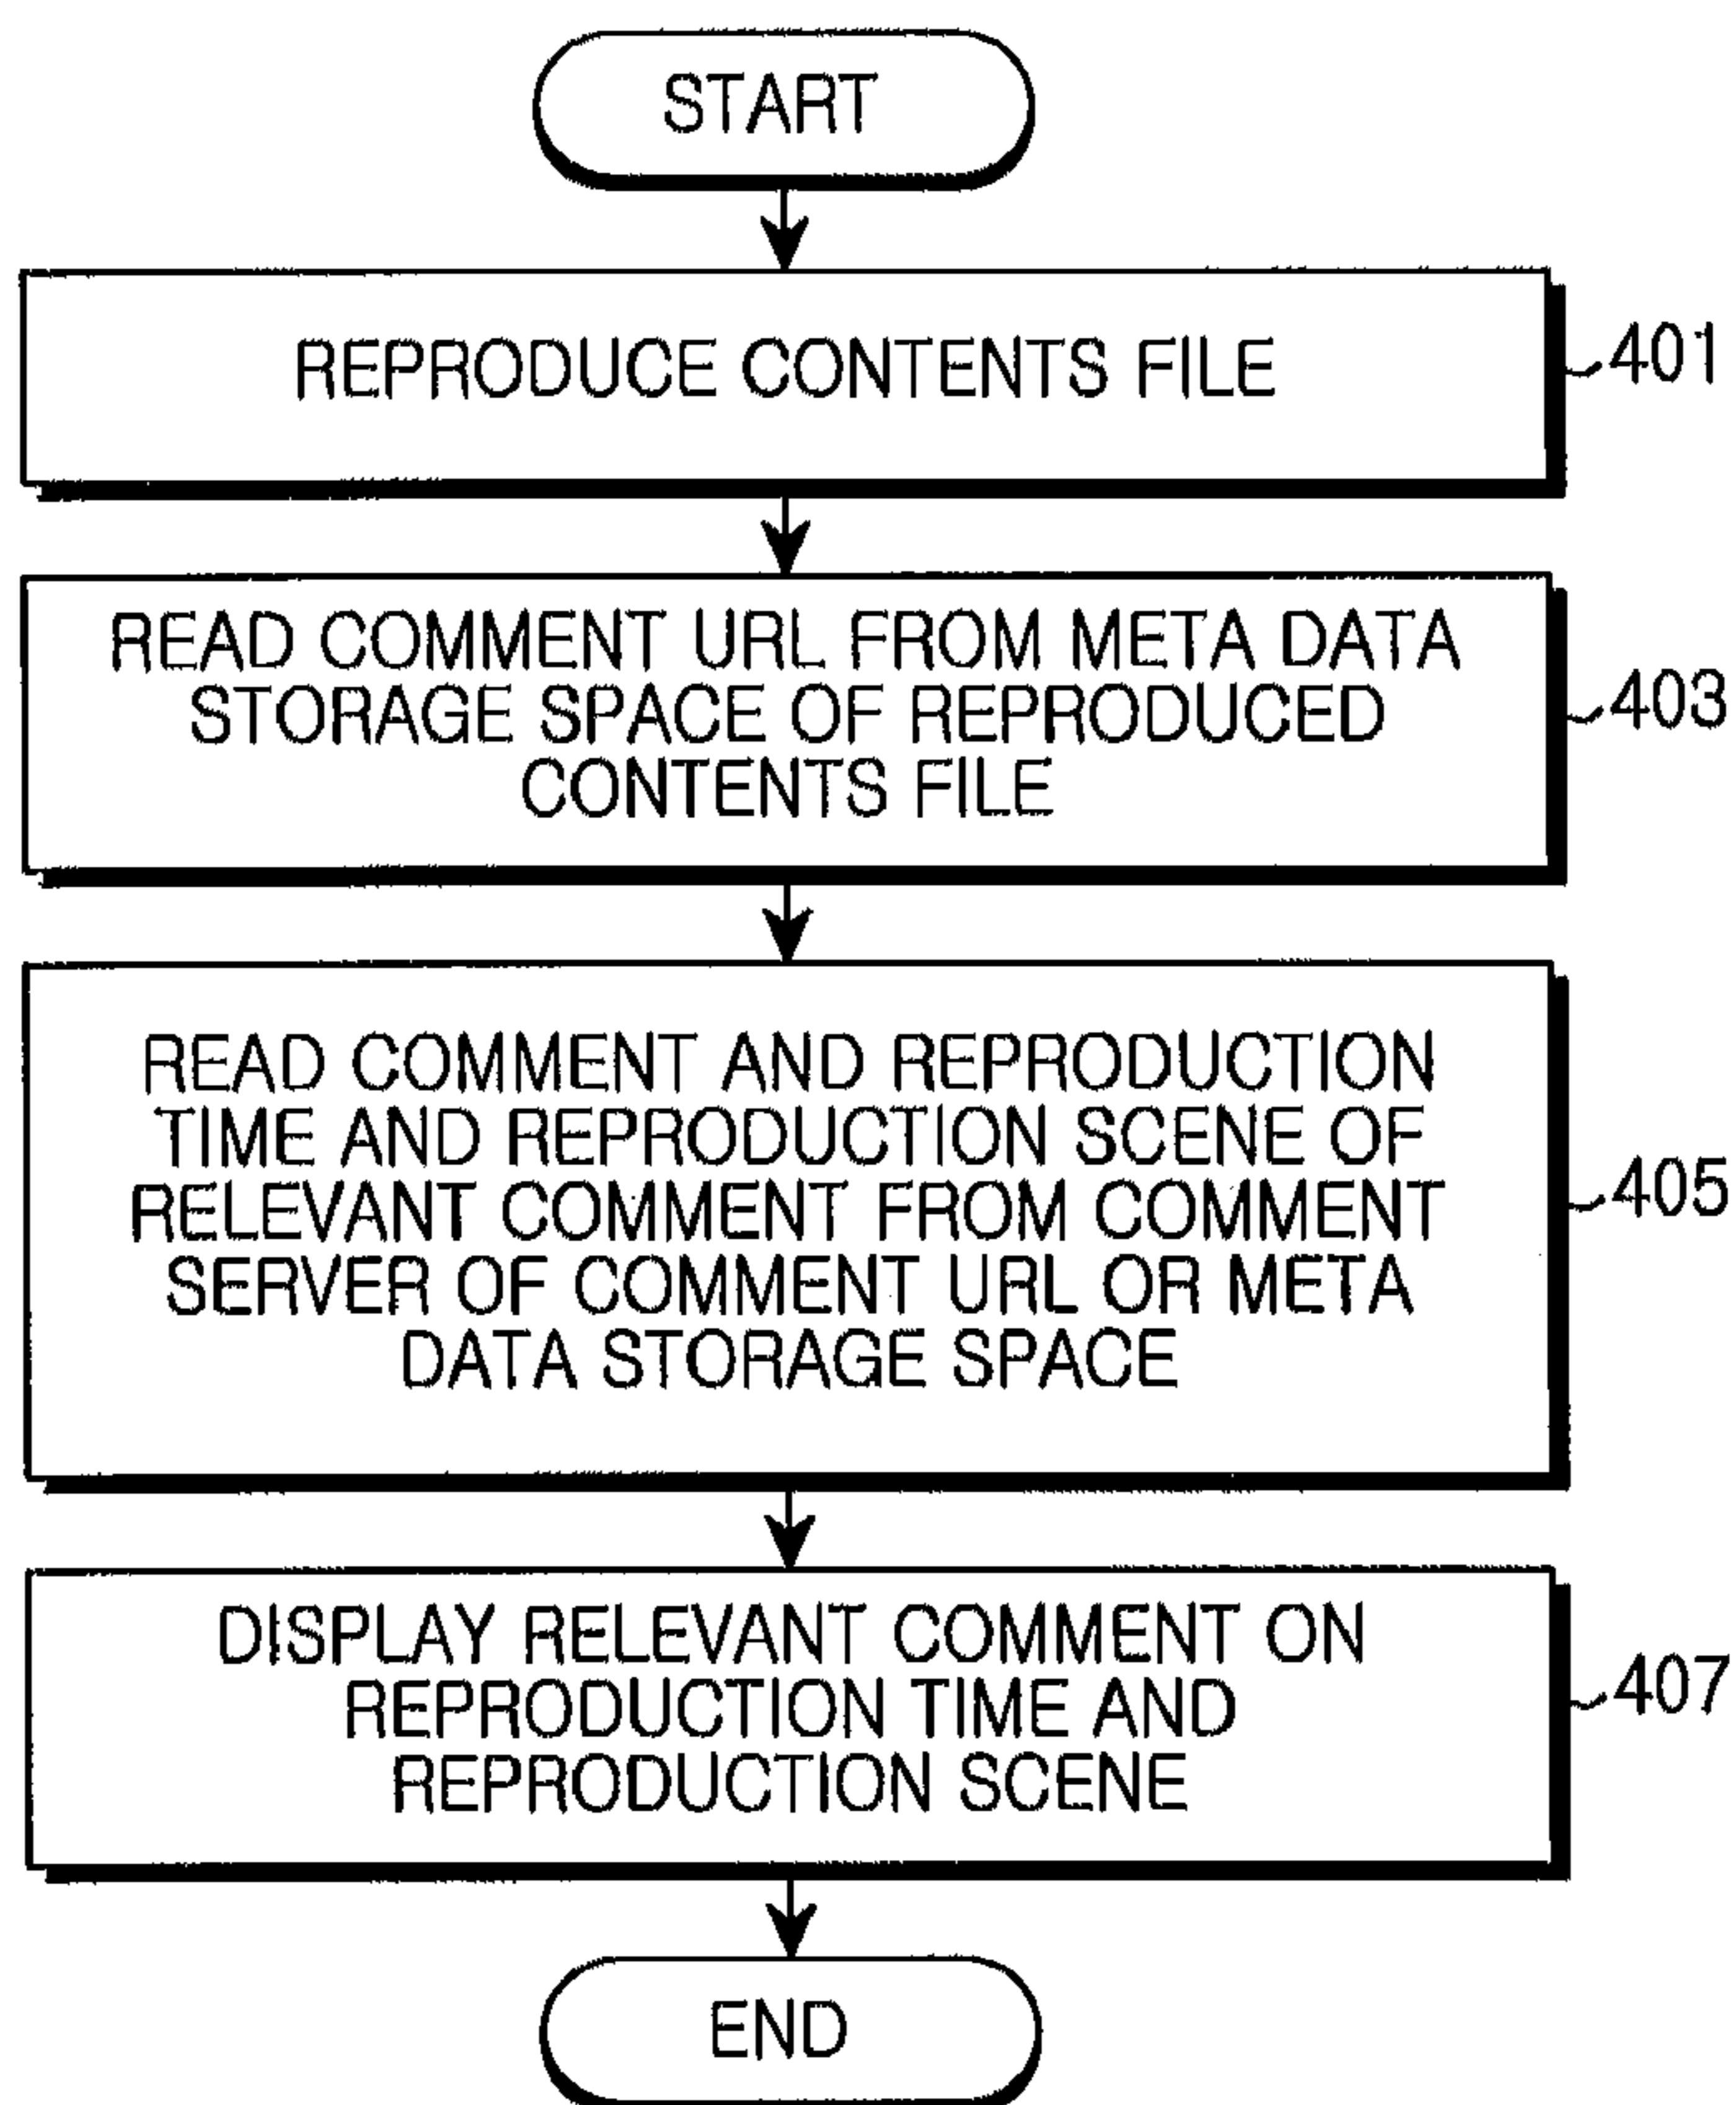 START
REPRODUCE CONTENTS FILE
401
READ COMMENT URL FROM META DATA
STORAGE SPACE OF REPRODUCED
CONTENTS FILE
403
READ COMMENT AND REPRODUCTION
TIME AND REPRODUCTION SCENE OF
RELEVANT COMMENT FROM COMMENT
SERVER OF COMMENT URL OR META
DATA STORAGE SPACE
405
DISPLAY RELEVANT COMMENT ON
REPRODUCTION TIME AND
REPRODUCTION SCENE
407
END